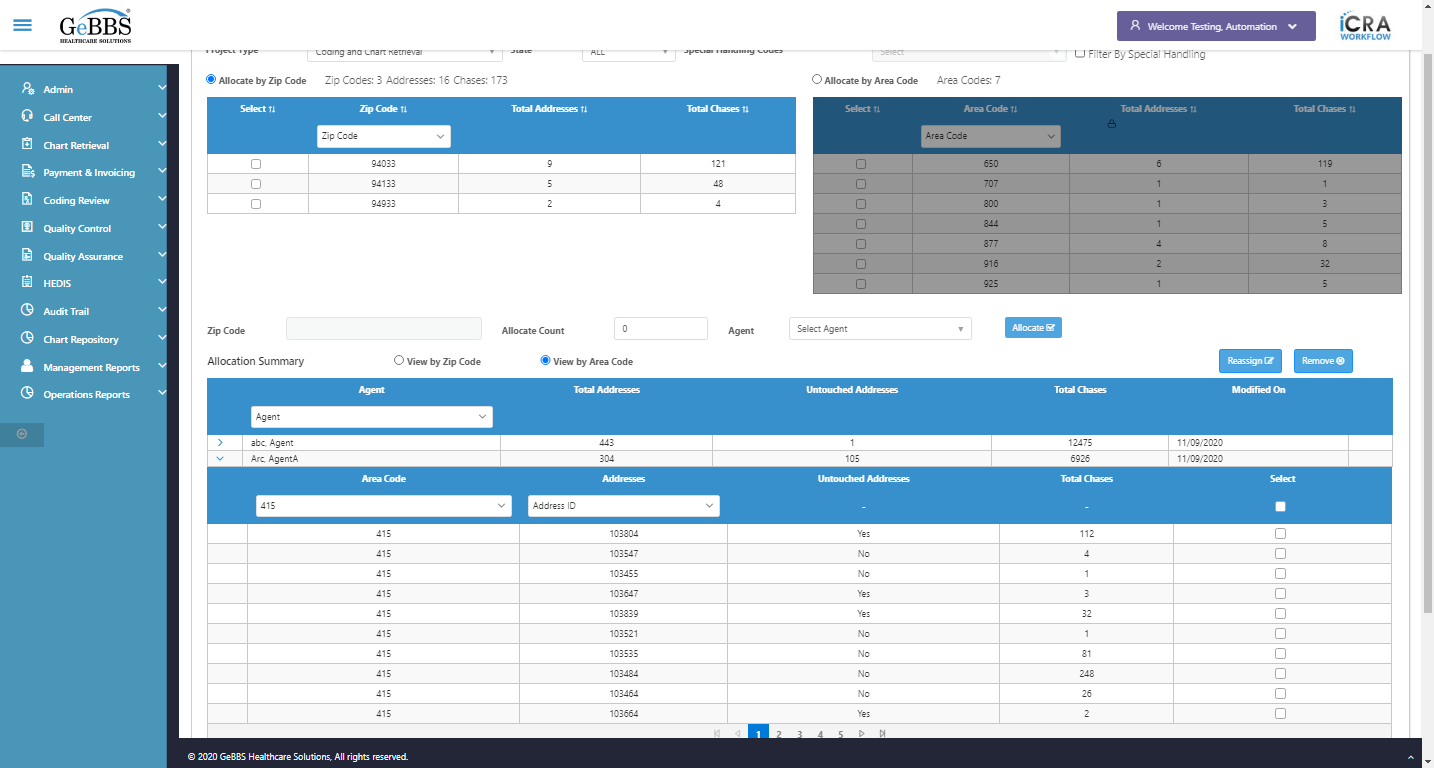 GeBBS
HEALTHCARE SOLUTIONS
Welcome Testing, Automation
iCRA
WORKFLOW
Project Type Coding and Chart Retrieval State ALL Special Handling Codes Select Filter By Special Handling
Admin
Call Center
Chart Retrieval
Payment & Invoicing
Coding Review
Quality Control
Quality Assurance
HEDIS
Audit Trail
Chart Repository
Management Reports
Operations Reports
Allocate by Zip Code Zip Codes: 3 Addresses: 16 Chases: 173
Select Zip Code Total Addresses Total Chases
Zip Code
94033 9 121
94133 5 48
94933 2 4
Allocate by Area Code Area Codes: 7
Select Area Code Total Addresses Total Chases
Area Code
650 6 119
707 1 1
800 1 3
844 1 5
877 4 8
916 2 32
925 1 5
Zip Code Allocate Count 0 Agent Select Agent Allocate
Allocation Summary View by Zip Code View by Area Code Reassign Remove
Agent Total Addresses Untouched Addresses Total Chases Modified On
Agent
abc, Agent 443 1 12475 11/09/2020
Arc, AgentA 304 105 6926 11/09/2020
Area Code Addresses Untouched Addresses Total Chases Select
415 Address ID - -
415 103804 Yes 112
415 103547 No 4
415 103455 No 1
415 103647 Yes 3
415 103839 Yes 32
415 103521 No 1
415 103535 No 81
415 103484 No 248
415 103464 No 26
415 103664 Yes 2
1 2 3 4 5
© 2020 GeBBS Healthcare Solutions, All rights reserved.